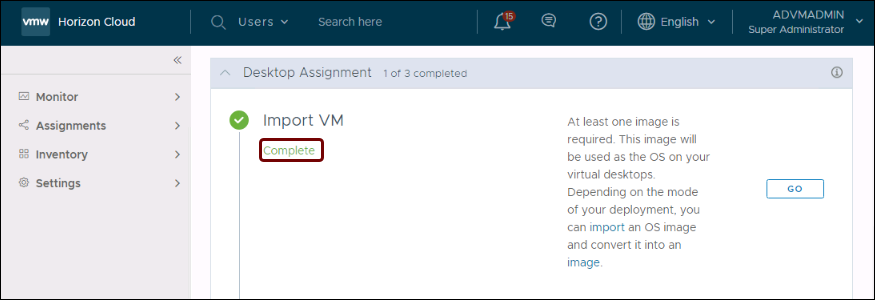 vmw Horizon Cloud Users Search here 15 English ADVMADMIN
Super Administrator
Monitor
Assignments
Inventory
Settings
Desktop Assignment 1 of 3 completed
Import VM
Complete
At least one image is
required. This image will
be used as the OS on your
virtual desktops.
Depending on the mode
of your deployment, you
can import an OS image
and convert it into an
image.
GO